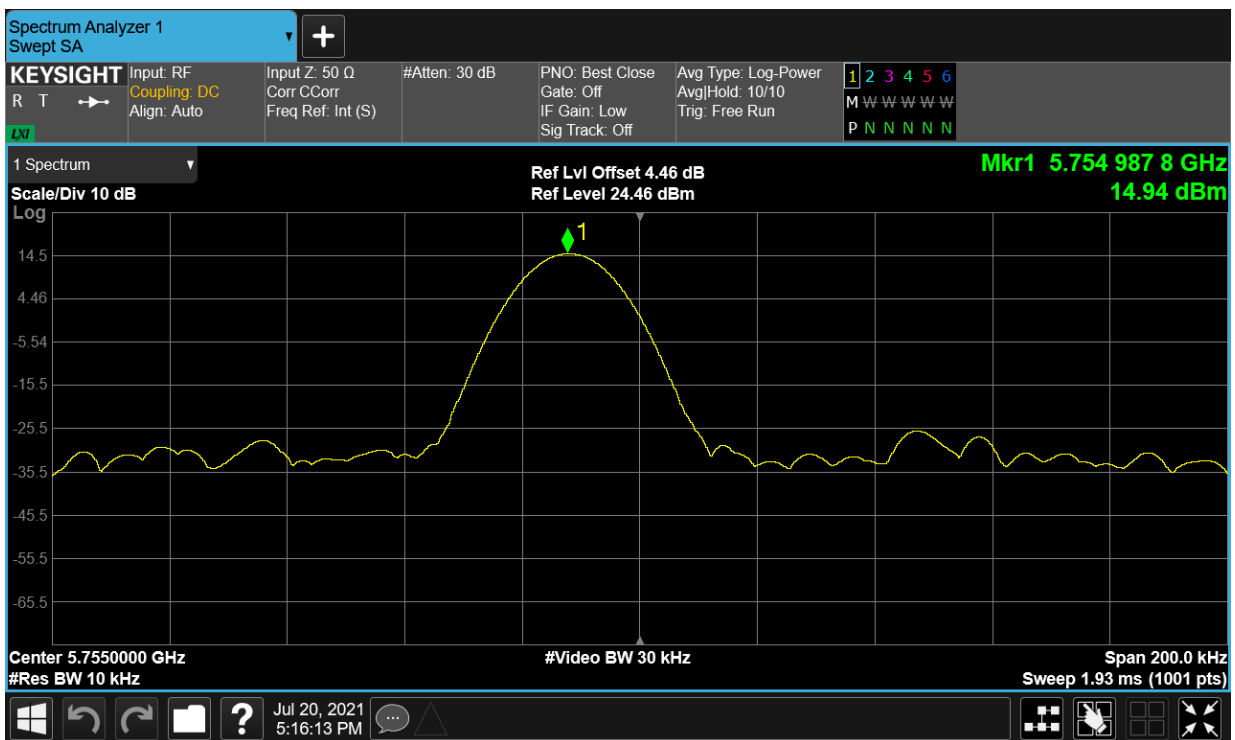 Spectrum Analyzer 1
Swept SA
KEYSIGHT
R T
LXI
Input: RF
Coupling: DC
Align: Auto
Input Z: 50 Ω
Corr CCorr
Freq Ref: Int (S)
#Atten: 30 dB
PNO: Best Close
Gate: Off
IF Gain: Low
Sig Track: Off
Avg Type: Log-Power
Avg|Hold: 10/10
Trig: Free Run
1 2 3 4 5 6
M W W W W W
P N N N N N
1 Spectrum
Scale/Div 10 dB
Log
Ref Lvl Offset 4.46 dB
Ref Level 24.46 dBm
Mkr1 5.754 987 8 GHz
14.94 dBm
1
14.5
4.46
-5.54
-15.5
-25.5
-35.5
-45.5
-55.5
-65.5
Center 5.7550000 GHz
#Res BW 10 kHz
#Video BW 30 kHz
Span 200.0 kHz
Sweep 1.93 ms (1001 pts)
?
Jul 20, 2021
5:16:13 PM